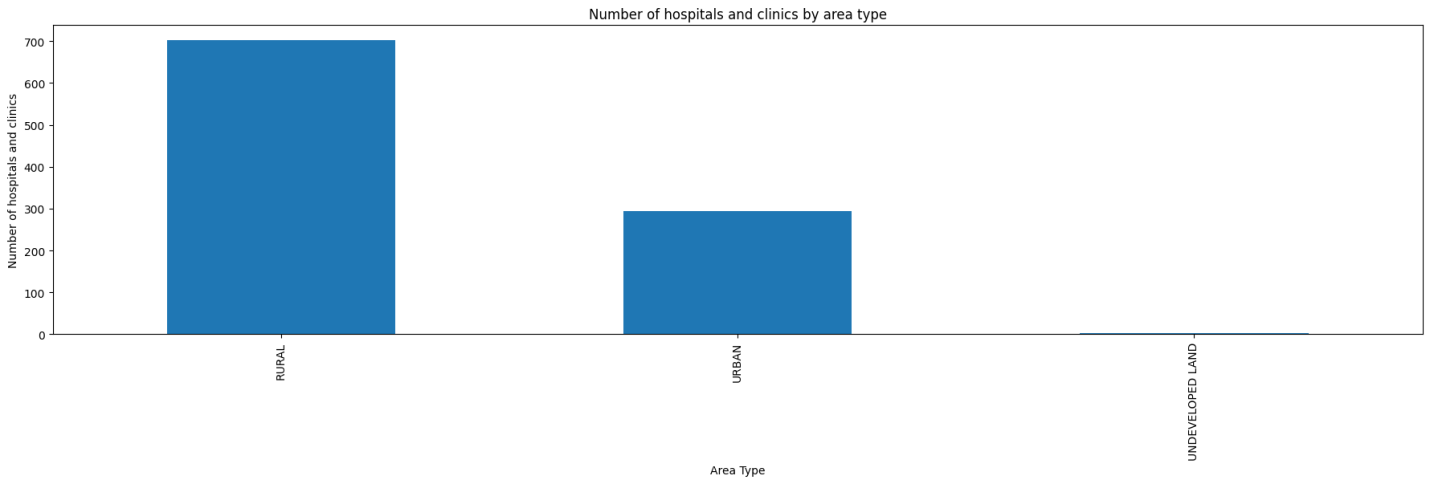 Number of hospitals and clinics by area type
Number of hospitals and clinics
700
600
500
400
300
200
100
0
RURAL
URBAN
UNDEVELOPED LAND
Area Type